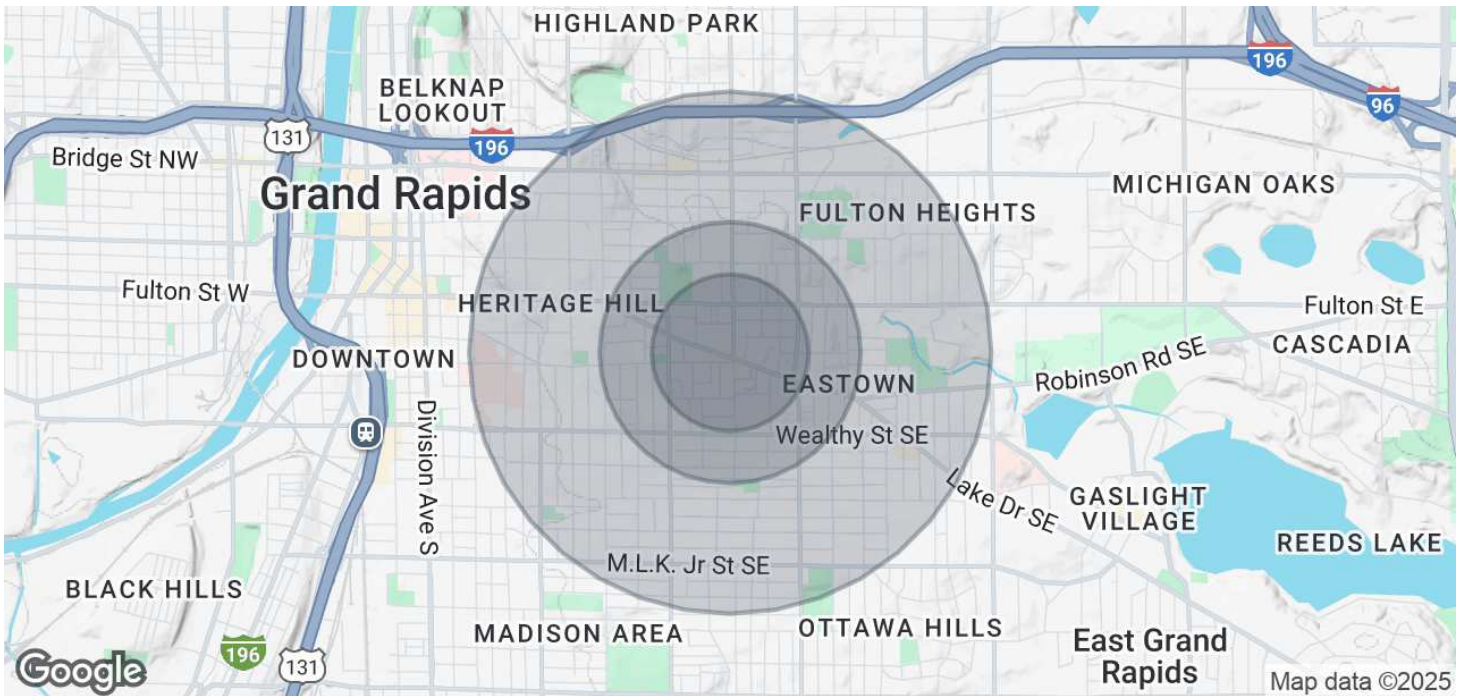 HIGHLAND PARK
196
96
BELKNAP
LOOKOUT
131
196
Bridge St NW
Grand Rapids
MICHIGAN OAKS
FULTON HEIGHTS
Fulton St W
HERITAGE HILL
Fulton St E
DOWNTOWN
CASCADIA
Robinson Rd SE
EASTOWN
Division Ave S
Wealthy St SE
Lake Dr SE
GASLIGHT
VILLAGE
REEDS LAKE
M.L.K. Jr St SE
BLACK HILLS
MADISON AREA
OTTAWA HILLS
East Grand
Rapids
196
131
Google
Map data ©2025